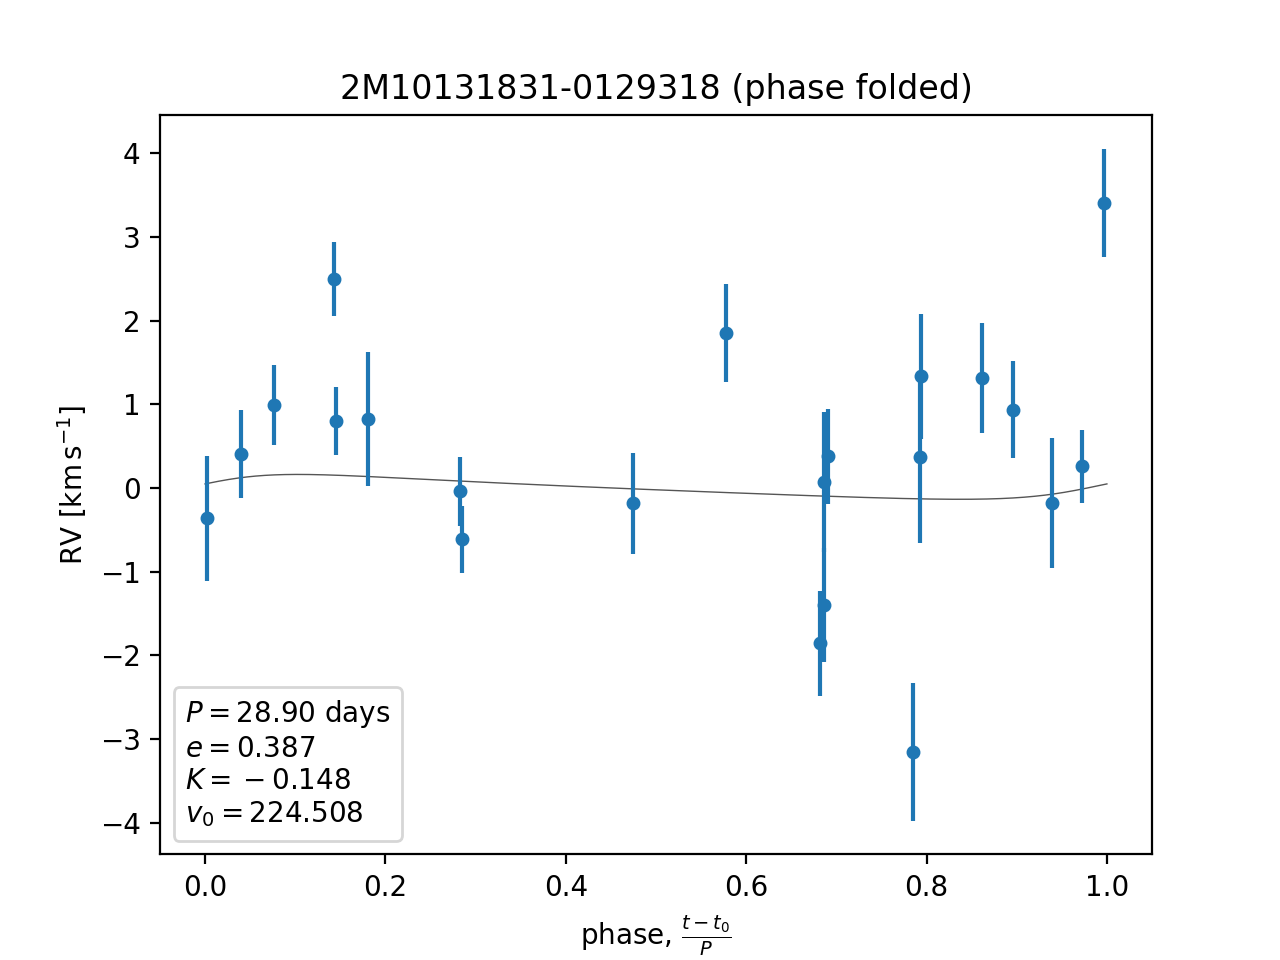 2M10131831-0129318 (phase folded)
RV [km s⁻¹]
4
3
2
1
0
−1
−2
−3
−4
P = 28.90 days
e = 0.387
K = −0.148
v₀ = 224.508
0.0 0.2 0.4 0.6 0.8 1.0
phase, (t − t₀)/P